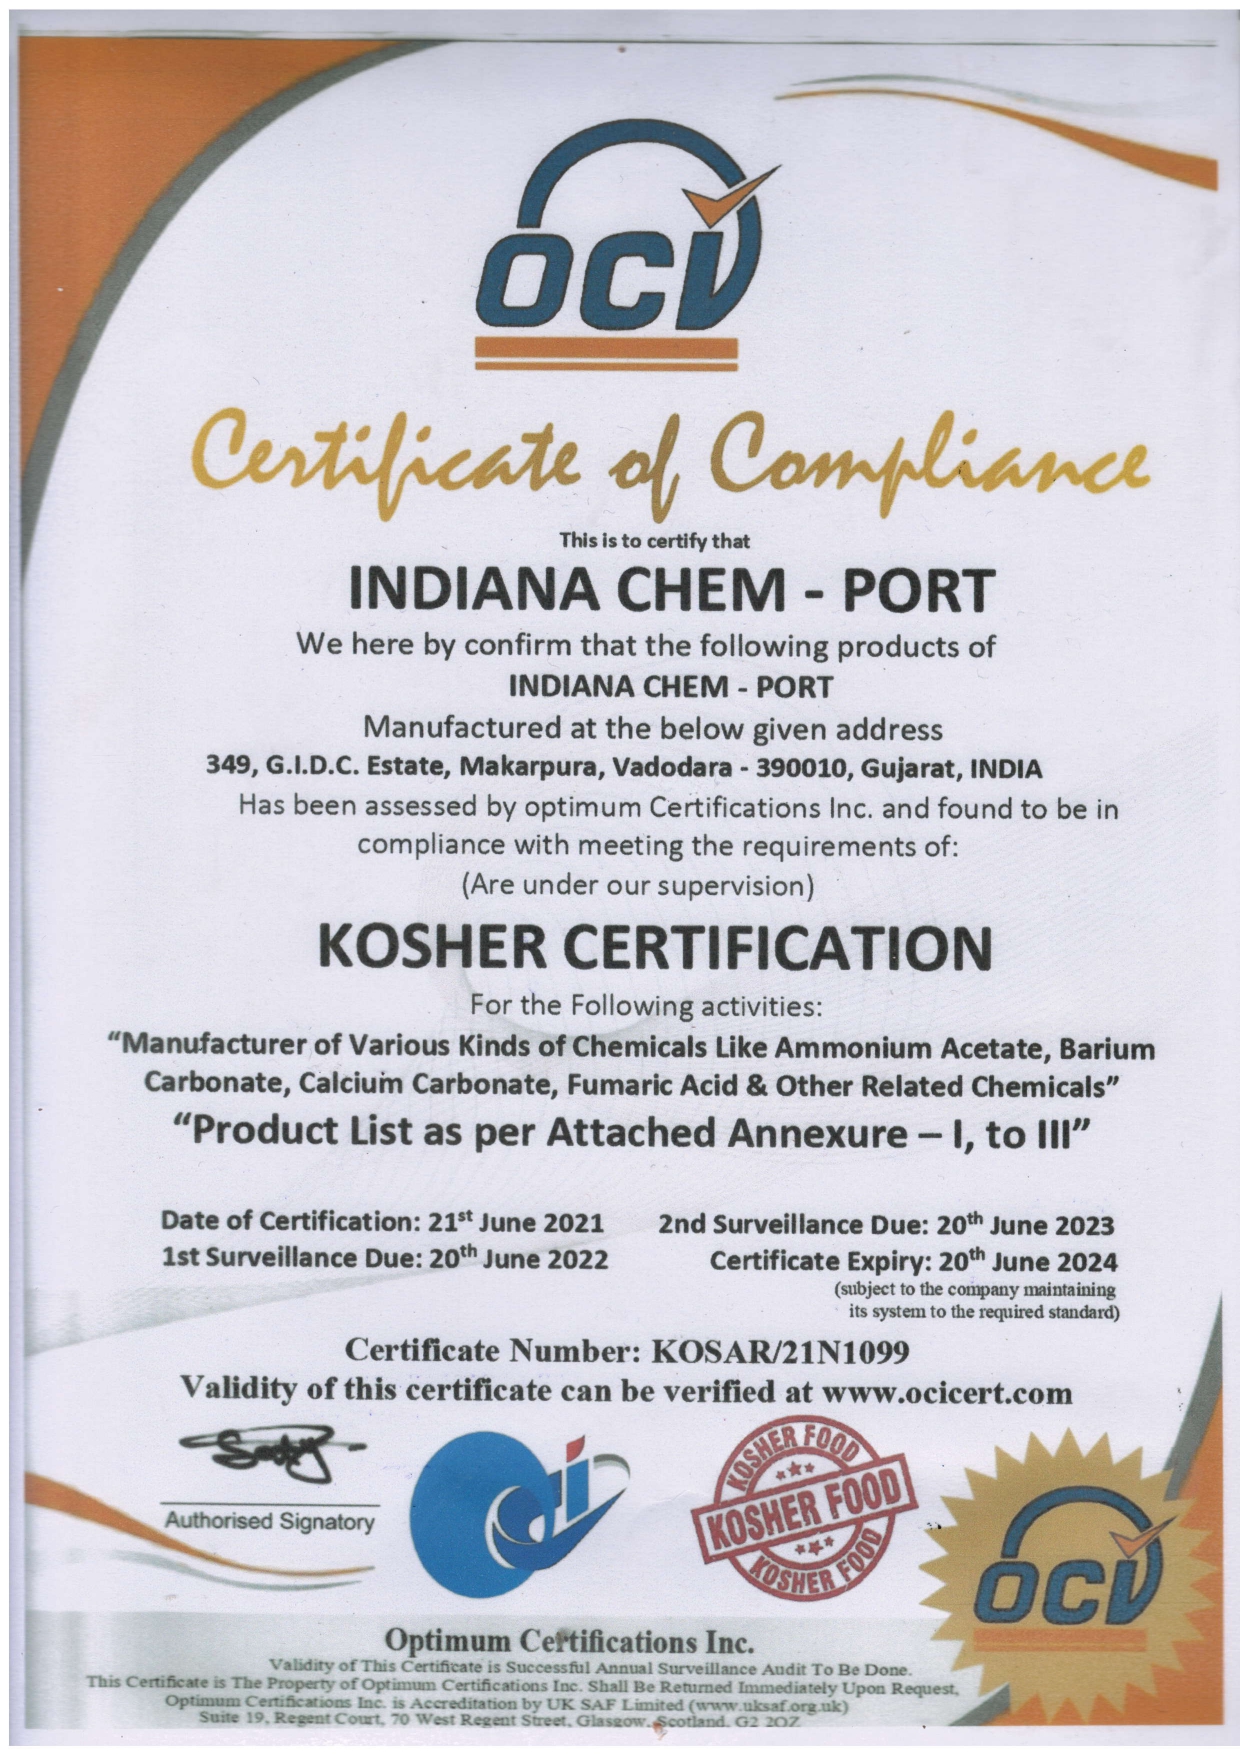 OCV
Certificate of Compliance
This is to certify that
INDIANA CHEM - PORT
We here by confirm that the following products of
INDIANA CHEM - PORT
Manufactured at the below given address
349, G.I.D.C. Estate, Makarpura, Vadodara - 390010, Gujarat, INDIA
Has been assessed by optimum Certifications Inc. and found to be in
compliance with meeting the requirements of:
(Are under our supervision)
KOSHER CERTIFICATION
For the Following activities:
“Manufacturer of Various Kinds of Chemicals Like Ammonium Acetate, Barium
Carbonate, Calcium Carbonate, Fumaric Acid & Other Related Chemicals”
“Product List as per Attached Annexure – I, to III”
Date of Certification: 21st June 2021 2nd Surveillance Due: 20th June 2023
1st Surveillance Due: 20th June 2022 Certificate Expiry: 20th June 2024
(subject to the company maintaining
its system to the required standard)
Certificate Number: KOSAR/21N1099
Validity of this certificate can be verified at www.ocicert.com
Authorised Signatory
KOSHER FOOD
KOSHER FOOD
KOSHER FOOD
OCV
Optimum Certifications Inc.
Validity of This Certificate is Successful Annual Surveillance Audit To Be Done.
This Certificate is The Property of Optimum Certifications Inc. Shall Be Returned Immediately Upon Request,
Optimum Certifications Inc. is Accreditation by UK SAF Limited (www.uksaf.org.uk)
Suite 19, Regent Court, 70 West Regent Street, Glasgow, Scotland. G2 2QZ